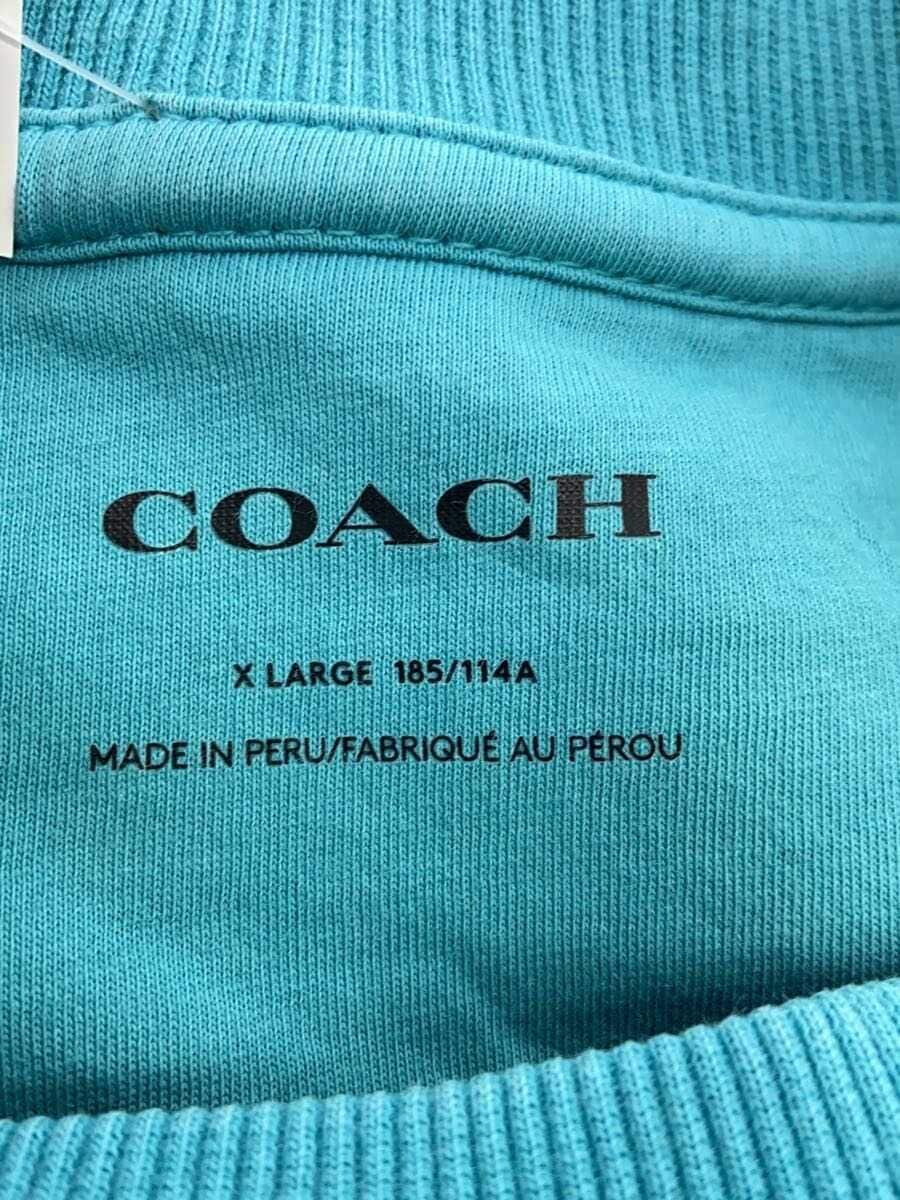 COACH
X LARGE 185/114A
MADE IN PERU/FABRIQUÉ AU PÉROU